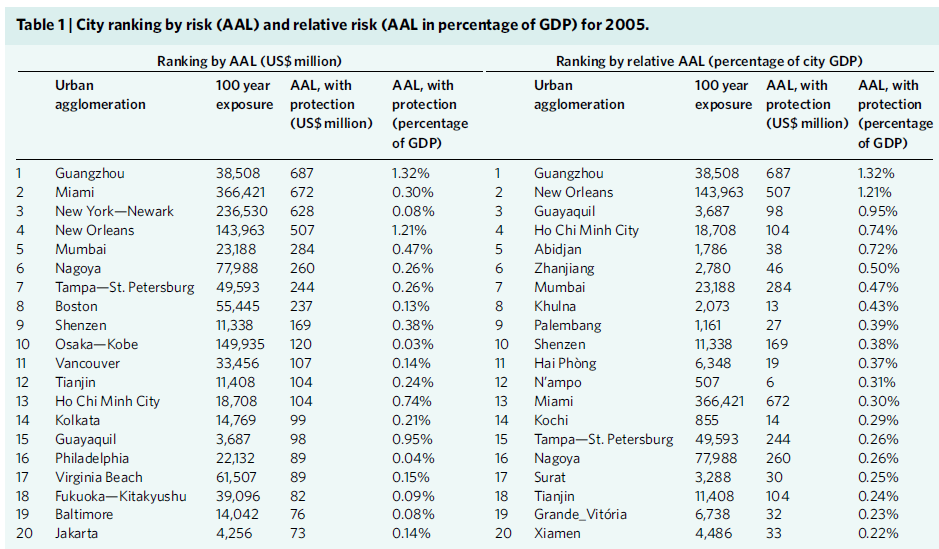 Table 1 | City ranking by risk (AAL) and relative risk (AAL in percentage of GDP) for 2005.
Ranking by AAL (US$ million) Ranking by relative AAL (percentage of city GDP)
Urban 100 year AAL, with AAL, with Urban 100 year AAL, with AAL, with
agglomeration exposure protection protection agglomeration exposure protection protection
(US$ million) (percentage (US$ million) (percentage
of GDP) of GDP)
1 Guangzhou 38,508 687 1.32% 1 Guangzhou 38,508 687 1.32%
2 Miami 366,421 672 0.30% 2 New Orleans 143,963 507 1.21%
3 New York—Newark 236,530 628 0.08% 3 Guayaquil 3,687 98 0.95%
4 New Orleans 143,963 507 1.21% 4 Ho Chi Minh City 18,708 104 0.74%
5 Mumbai 23,188 284 0.47% 5 Abidjan 1,786 38 0.72%
6 Nagoya 77,988 260 0.26% 6 Zhanjiang 2,780 46 0.50%
7 Tampa—St. Petersburg 49,593 244 0.26% 7 Mumbai 23,188 284 0.47%
8 Boston 55,445 237 0.13% 8 Khulna 2,073 13 0.43%
9 Shenzen 11,338 169 0.38% 9 Palembang 1,161 27 0.39%
10 Osaka—Kobe 149,935 120 0.03% 10 Shenzen 11,338 169 0.38%
11 Vancouver 33,456 107 0.14% 11 Hai Phòng 6,348 19 0.37%
12 Tianjin 11,408 104 0.24% 12 N'ampo 507 6 0.31%
13 Ho Chi Minh City 18,708 104 0.74% 13 Miami 366,421 672 0.30%
14 Kolkata 14,769 99 0.21% 14 Kochi 855 14 0.29%
15 Guayaquil 3,687 98 0.95% 15 Tampa—St. Petersburg 49,593 244 0.26%
16 Philadelphia 22,132 89 0.04% 16 Nagoya 77,988 260 0.26%
17 Virginia Beach 61,507 89 0.15% 17 Surat 3,288 30 0.25%
18 Fukuoka—Kitakyushu 39,096 82 0.09% 18 Tianjin 11,408 104 0.24%
19 Baltimore 14,042 76 0.08% 19 Grande_Vitória 6,738 32 0.23%
20 Jakarta 4,256 73 0.14% 20 Xiamen 4,486 33 0.22%